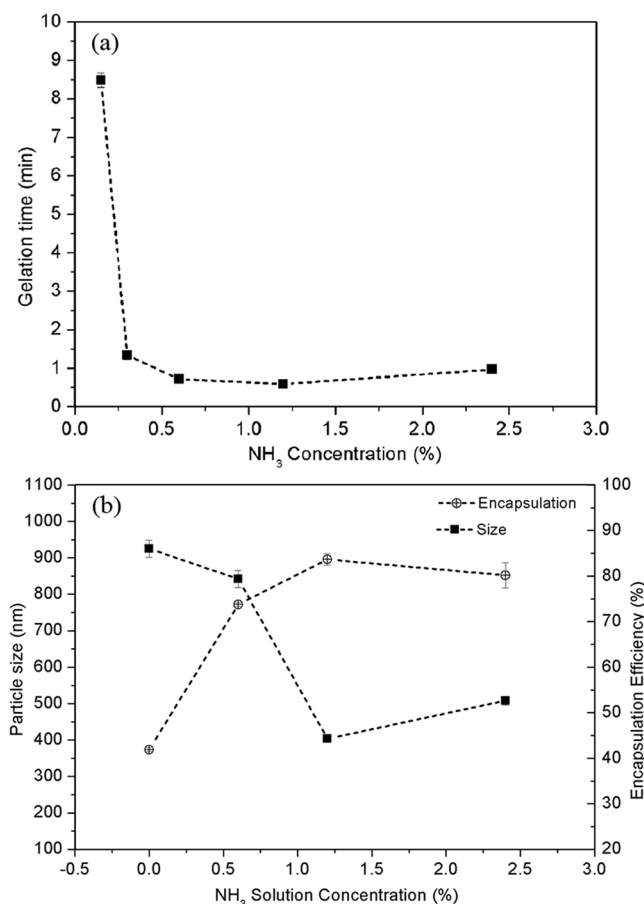 (a)
10
9
8
7
6
5
4
3
2
1
0
Gelation time (min)
0.0 0.5 1.0 1.5 2.0 2.5 3.0
NH₃ Concentration (%)
(b)
Encapsulation
Size
1100
1000
900
800
700
600
500
400
300
200
100
Particle size (nm)
100
90
80
70
60
50
40
30
20
Encapsulation Efficiency (%)
-0.5 0.0 0.5 1.0 1.5 2.0 2.5 3.0
NH₃ Solution Concentration (%)